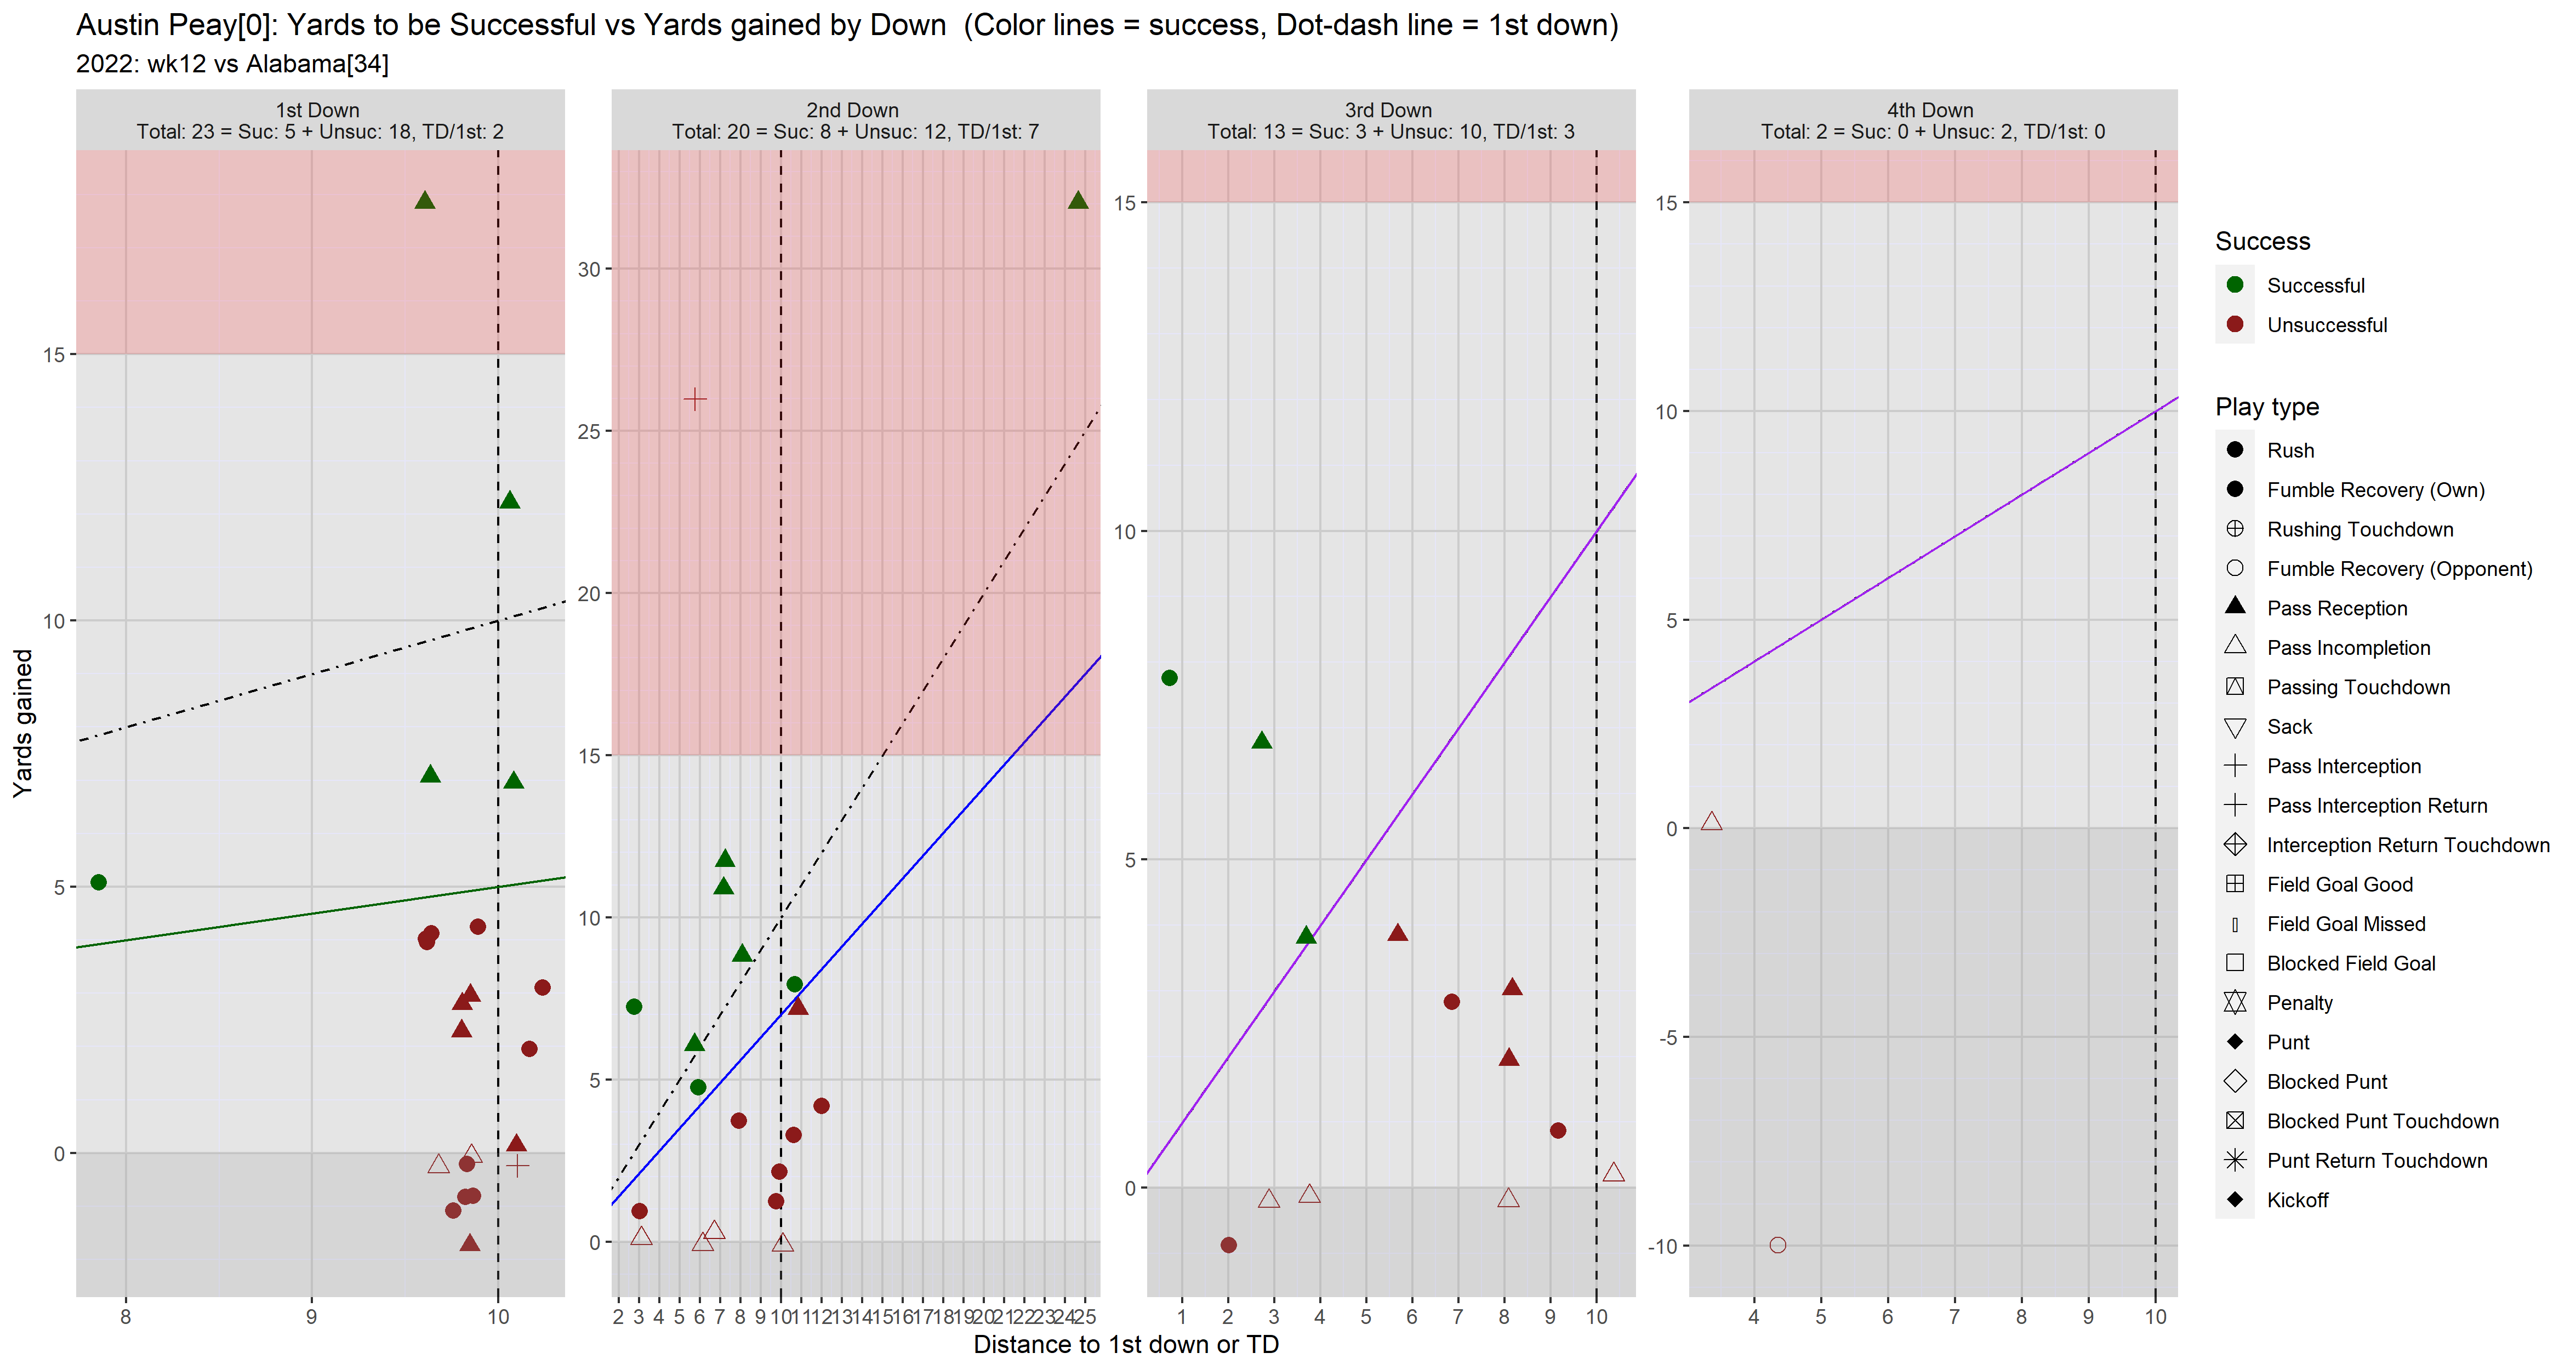 Austin Peay[0]: Yards to be Successful vs Yards gained by Down  (Color lines = success, Dot-dash line = 1st down)
2022: wk12 vs Alabama[34]
1st Down
Total: 23 = Suc: 5 + Unsuc: 18, TD/1st: 2
2nd Down
Total: 20 = Suc: 8 + Unsuc: 12, TD/1st: 7
3rd Down
Total: 13 = Suc: 3 + Unsuc: 10, TD/1st: 3
4th Down
Total: 2 = Suc: 0 + Unsuc: 2, TD/1st: 0
Yards gained
15
10
5
0
8 9 10
30
25
20
15
10
5
0
2 3 4 5 6 7 8 9 10 11 12 13 14 15 16 17 18 19 20 21 22 23 24 25
15
10
5
0
1 2 3 4 5 6 7 8 9 10
15
10
5
0
-5
-10
4 5 6 7 8 9 10
Distance to 1st down or TD
Success
Successful
Unsuccessful
Play type
Rush
Fumble Recovery (Own)
Rushing Touchdown
Fumble Recovery (Opponent)
Pass Reception
Pass Incompletion
Passing Touchdown
Sack
Pass Interception
Pass Interception Return
Interception Return Touchdown
Field Goal Good
Field Goal Missed
Blocked Field Goal
Penalty
Punt
Blocked Punt
Blocked Punt Touchdown
Punt Return Touchdown
Kickoff